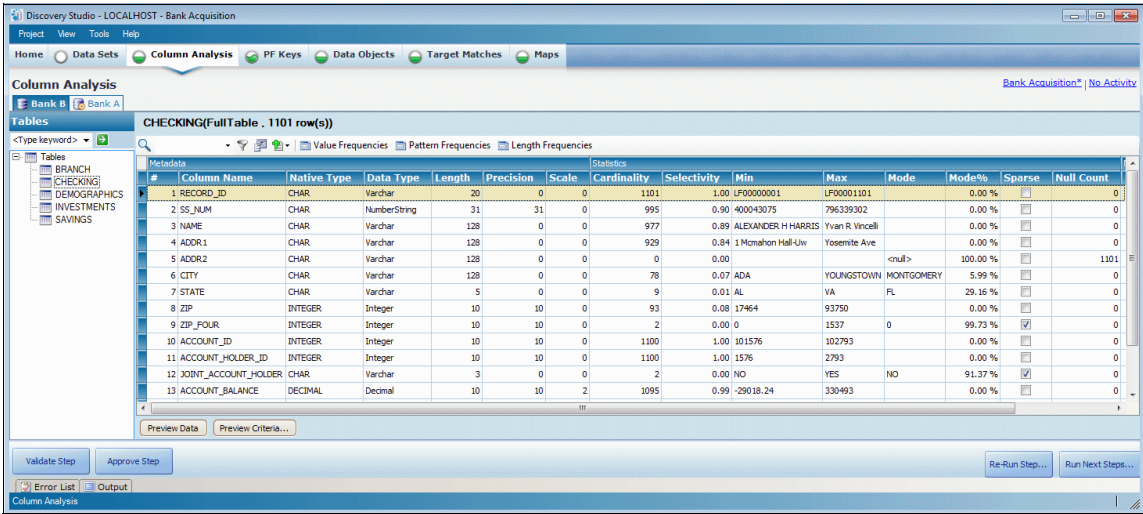 Discovery Studio - LOCALHOST - Bank Acquisition
Project View Tools Help
Home Data Sets Column Analysis PF Keys Data Objects Target Matches Maps
Column Analysis
Bank Acquisition* | No Activity
Bank B Bank A
Tables
CHECKING(FullTable , 1101 row(s))
<Type keyword>
Value Frequencies Pattern Frequencies Length Frequencies
Tables
BRANCH
CHECKING
DEMOGRAPHICS
INVESTMENTS
SAVINGS
Metadata Statistics
# Column Name Native Type Data Type Length Precision Scale Cardinality Selectivity Min Max Mode Mode% Sparse Null Count
1 RECORD_ID CHAR Varchar 20 0 0 1101 1.00 LF00000001 LF00001101 0.00 % 0
2 SS_NUM CHAR NumberString 31 31 0 995 0.90 400043075 796339302 0.00 % 0
3 NAME CHAR Varchar 128 0 0 977 0.89 ALEXANDER H HARRIS Yvan R Vincelli 0.00 % 0
4 ADDR1 CHAR Varchar 128 0 0 929 0.84 1 Mcmahon Hall-Uw Yosemite Ave 0.00 % 0
5 ADDR2 CHAR Varchar 128 0 0 0 0.00 <null> 100.00 % 1101
6 CITY CHAR Varchar 128 0 0 78 0.07 ADA YOUNGSTOWN MONTGOMERY 5.99 % 0
7 STATE CHAR Varchar 5 0 0 9 0.01 AL VA FL 29.16 % 0
8 ZIP INTEGER Integer 10 10 0 93 0.08 17464 93750 0.00 % 0
9 ZIP_FOUR INTEGER Integer 10 10 0 2 0.00 0 1537 0 99.73 % 0
10 ACCOUNT_ID INTEGER Integer 10 10 0 1100 1.00 101576 102793 0.00 % 0
11 ACCOUNT_HOLDER_ID INTEGER Integer 10 10 0 1100 1.00 1576 2793 0.00 % 0
12 JOINT_ACCOUNT_HOLDER CHAR Varchar 3 0 0 2 0.00 NO YES NO 91.37 % 0
13 ACCOUNT_BALANCE DECIMAL Decimal 10 10 2 1095 0.99 -29018.24 330493 0.00 % 0
Preview Data Preview Criteria...
Validate Step Approve Step Re-Run Step... Run Next Steps...
Error List Output
Column Analysis